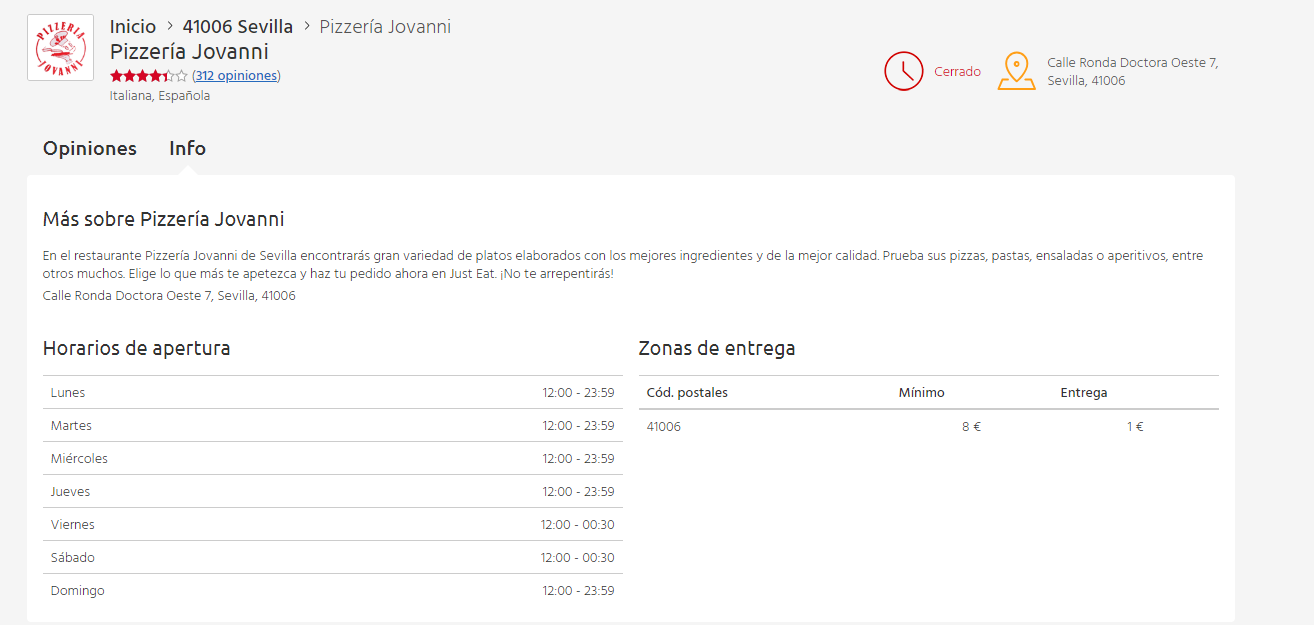 PIZZERIA
JOVANNI
Inicio > 41006 Sevilla > Pizzería Jovanni
Pizzería Jovanni
(312 opiniones)
Italiana, Española
Cerrado
Calle Ronda Doctora Oeste 7,
Sevilla, 41006
Opiniones Info
Más sobre Pizzería Jovanni
En el restaurante Pizzería Jovanni de Sevilla encontrarás gran variedad de platos elaborados con los mejores ingredientes y de la mejor calidad. Prueba sus pizzas, pastas, ensaladas o aperitivos, entre
otros muchos. Elige lo que más te apetezca y haz tu pedido ahora en Just Eat. ¡No te arrepentirás!
Calle Ronda Doctora Oeste 7, Sevilla, 41006
Horarios de apertura
Lunes 12:00 - 23:59
Martes 12:00 - 23:59
Miércoles 12:00 - 23:59
Jueves 12:00 - 23:59
Viernes 12:00 - 00:30
Sábado 12:00 - 00:30
Domingo 12:00 - 23:59
Zonas de entrega
Cód. postales Mínimo Entrega
41006 8 € 1 €